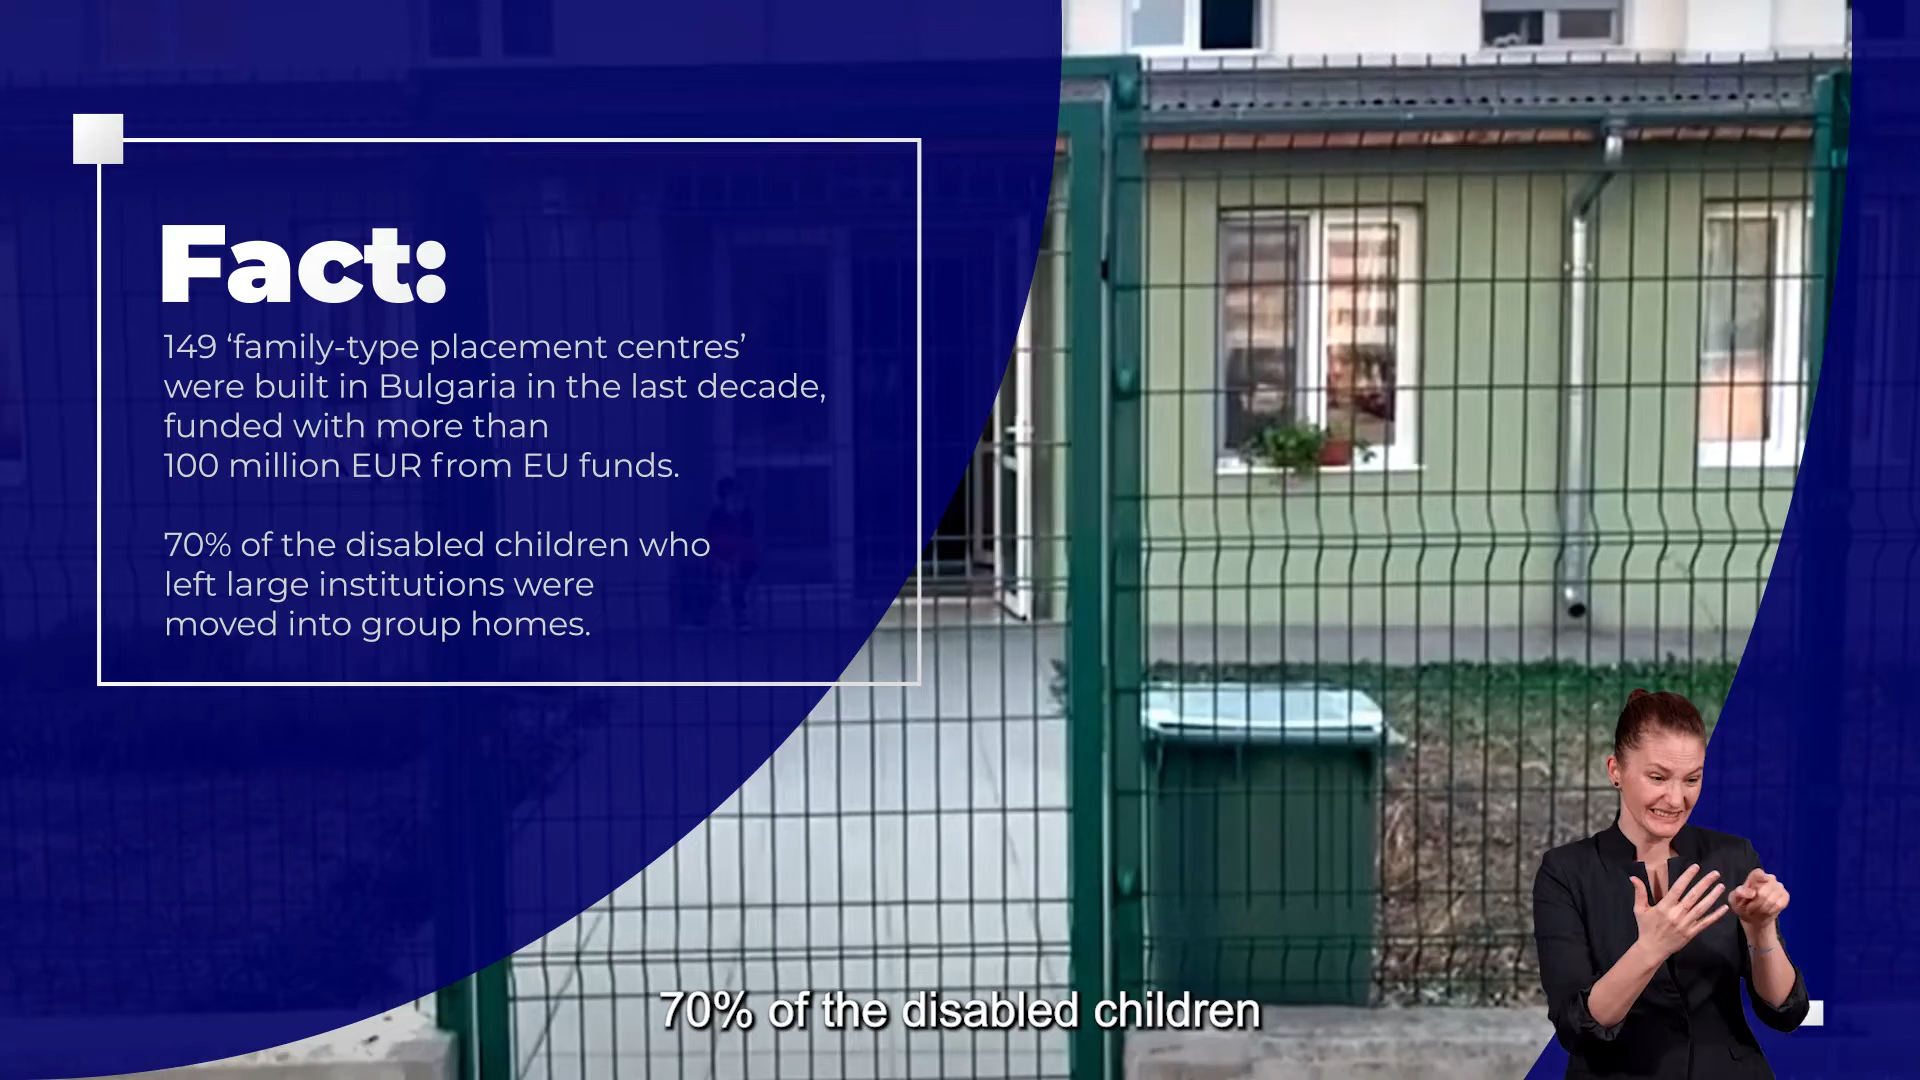 Fact:
149 ‘family-type placement centres’
were built in Bulgaria in the last decade,
funded with more than
100 million EUR from EU funds.
70% of the disabled children who
left large institutions were
moved into group homes.
70% of the disabled children